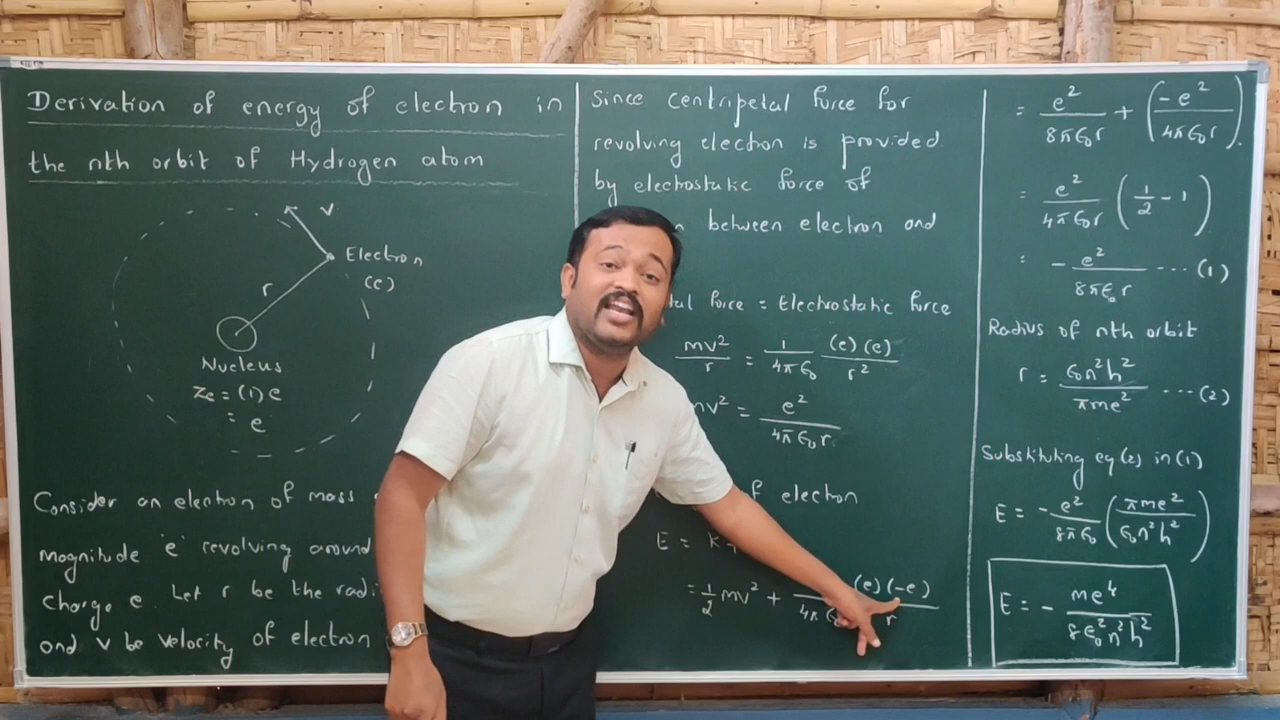 Derivation of energy of electron in
the nth orbit of Hydrogen atom
v
Electron
(e)
r
Nucleus
Ze = (1) e
= e
Consider an electron of mass
magnitude 'e' revolving around
charge e. Let r be the radi
and v be velocity of electron
Since centripetal force for
revolving electron is provided
by electrostatic force of
n between electron and
tal force = Electrostatic force
mv²/r = 1/4πε₀ (e)(e)/r²
mv² = e²/4πε₀r
of electron
E = K.
= 1/2 mv² + (e)(-e)/4πε₀ r
= e²/8πε₀r + (-e²/4πε₀r).
= e²/4πε₀r (1/2 - 1)
= - e²/8πε₀r ---- (1)
Radius of nth orbit
r = ε₀n²h²/πme² ---- (2)
Substituting eq (2) in (1)
E = - e²/8πε₀ (πme²/ε₀n²h²)
E = - me⁴/8ε₀²n²h²